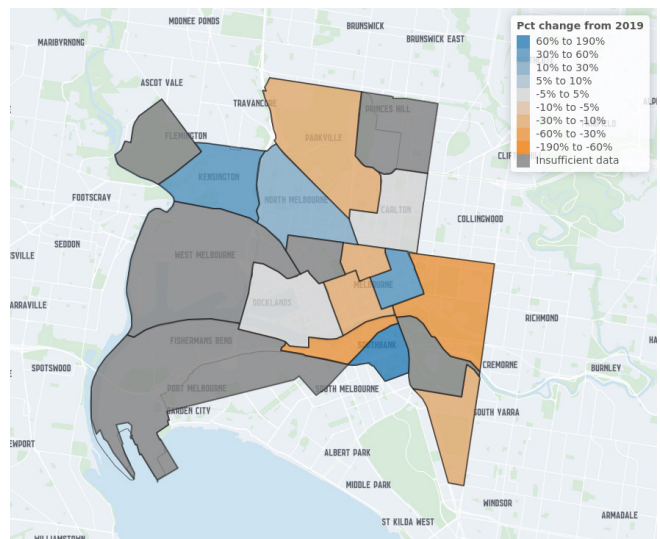 MOONEE PONDS
BRUNSWICK
MARIBYRNONG
BRUNSWICK EAST
Pct change from 2019
60% to 190%
30% to 60%
10% to 30%
5% to 10%
-5% to 5%
-10% to -5%
-30% to -10%
-60% to -30%
-190% to -60%
Insufficient data
ASCOT VALE
TRAVANCORE
PRINCES HILL
FLEMINGTON
PARKVILLE
KENSINGTON
FOOTSCRAY
NORTH MELBOURNE
CARLTON
COLLINGWOOD
SEDDON
WEST MELBOURNE
MELBOURNE
DOCKLANDS
RICHMOND
FISHERMANS BEND
SOUTHBANK
SPOTSWOOD
CREMORNE
BURNLEY
PORT MELBOURNE
SOUTH MELBOURNE
GARDEN CITY
SOUTH YARRA
ALBERT PARK
MIDDLE PARK
WINDSOR
ST KILDA WEST
ARMADALE
WILLIAMSTOWN